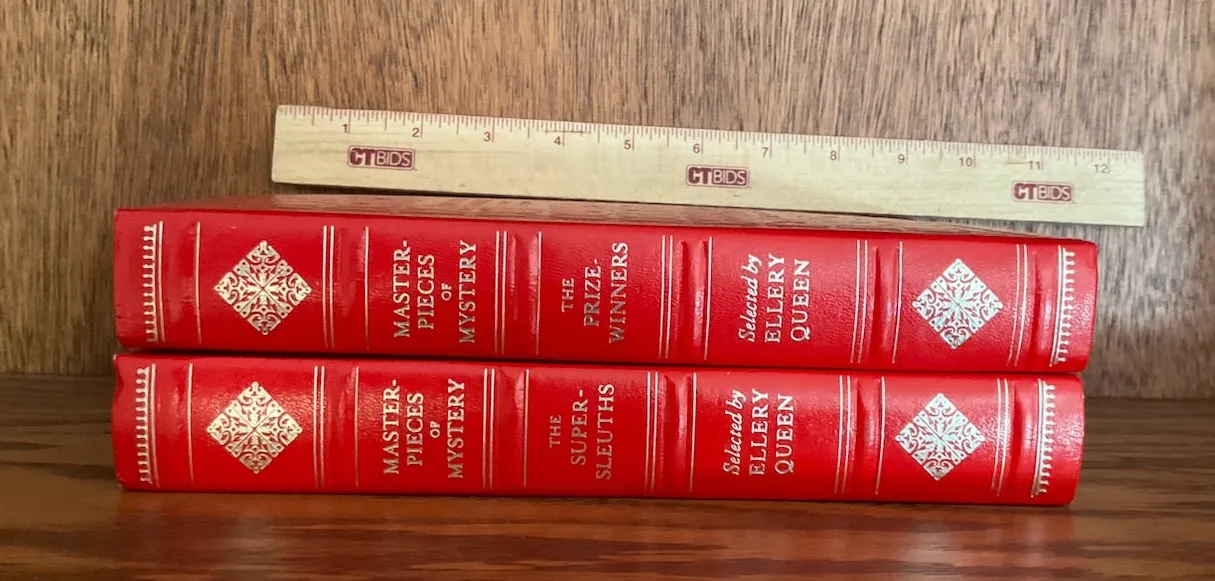 1 2 3 4 5 6 7 8 9 10 11 12
CTBIDS CTBIDS CTBIDS
MASTER-
PIECES
OF
MYSTERY
THE
PRIZE-
WINNERS
Selected by
ELLERY
QUEEN
MASTER-
PIECES
OF
MYSTERY
THE
SUPER-
SLEUTHS
Selected by
ELLERY
QUEEN